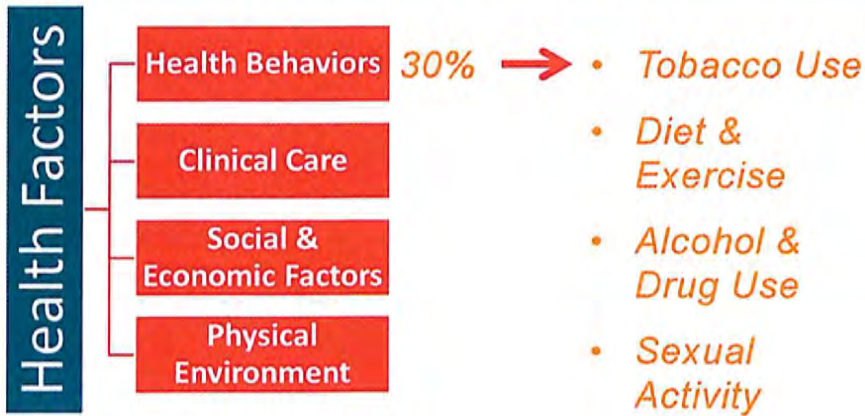 Health Factors
Health Behaviors 30%
• Tobacco Use
• Diet &
Exercise
• Alcohol &
Drug Use
• Sexual
Activity
Clinical Care
Social &
Economic Factors
Physical
Environment